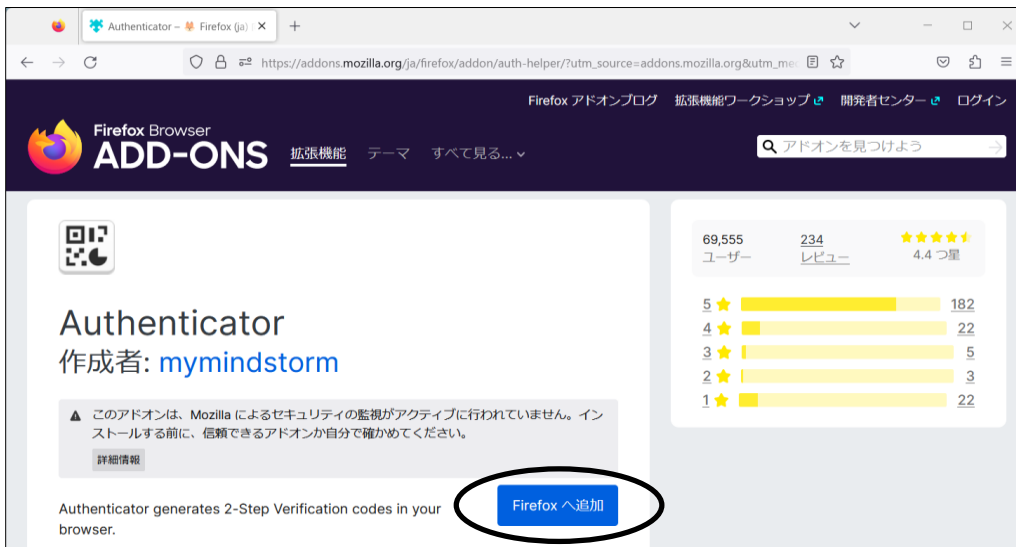 Authenticator – Firefox (ja)
https://addons.mozilla.org/ja/firefox/addon/auth-helper/?utm_source=addons.mozilla.org&utm_me
Firefox アドオンブログ 拡張機能ワークショップ 開発者センター ログイン
Firefox Browser
ADD-ONS 拡張機能 テーマ すべて見る...
アドオンを見つけよう
Authenticator
作成者: mymindstorm
このアドオンは、Mozilla によるセキュリティの監視がアクティブに行われていません。イン
ストールする前に、信頼できるアドオンか自分で確かめてください。
詳細情報
Authenticator generates 2-Step Verification codes in your
browser.
Firefox へ追加
69,555 234
ユーザー レビュー 4.4 つ星
5 182
4 22
3 5
2 3
1 22